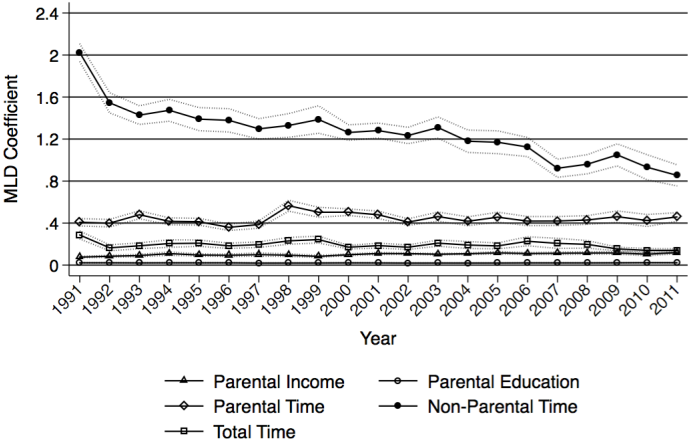 2.4
2
1.6
1.2
.8
.4
0
MLD Coefficient
1991 1992 1993 1994 1995 1996 1997 1998 1999 2000 2001 2002 2003 2004 2005 2006 2007 2008 2009 2010 2011
Year
Parental Income Parental Education
Parental Time Non-Parental Time
Total Time